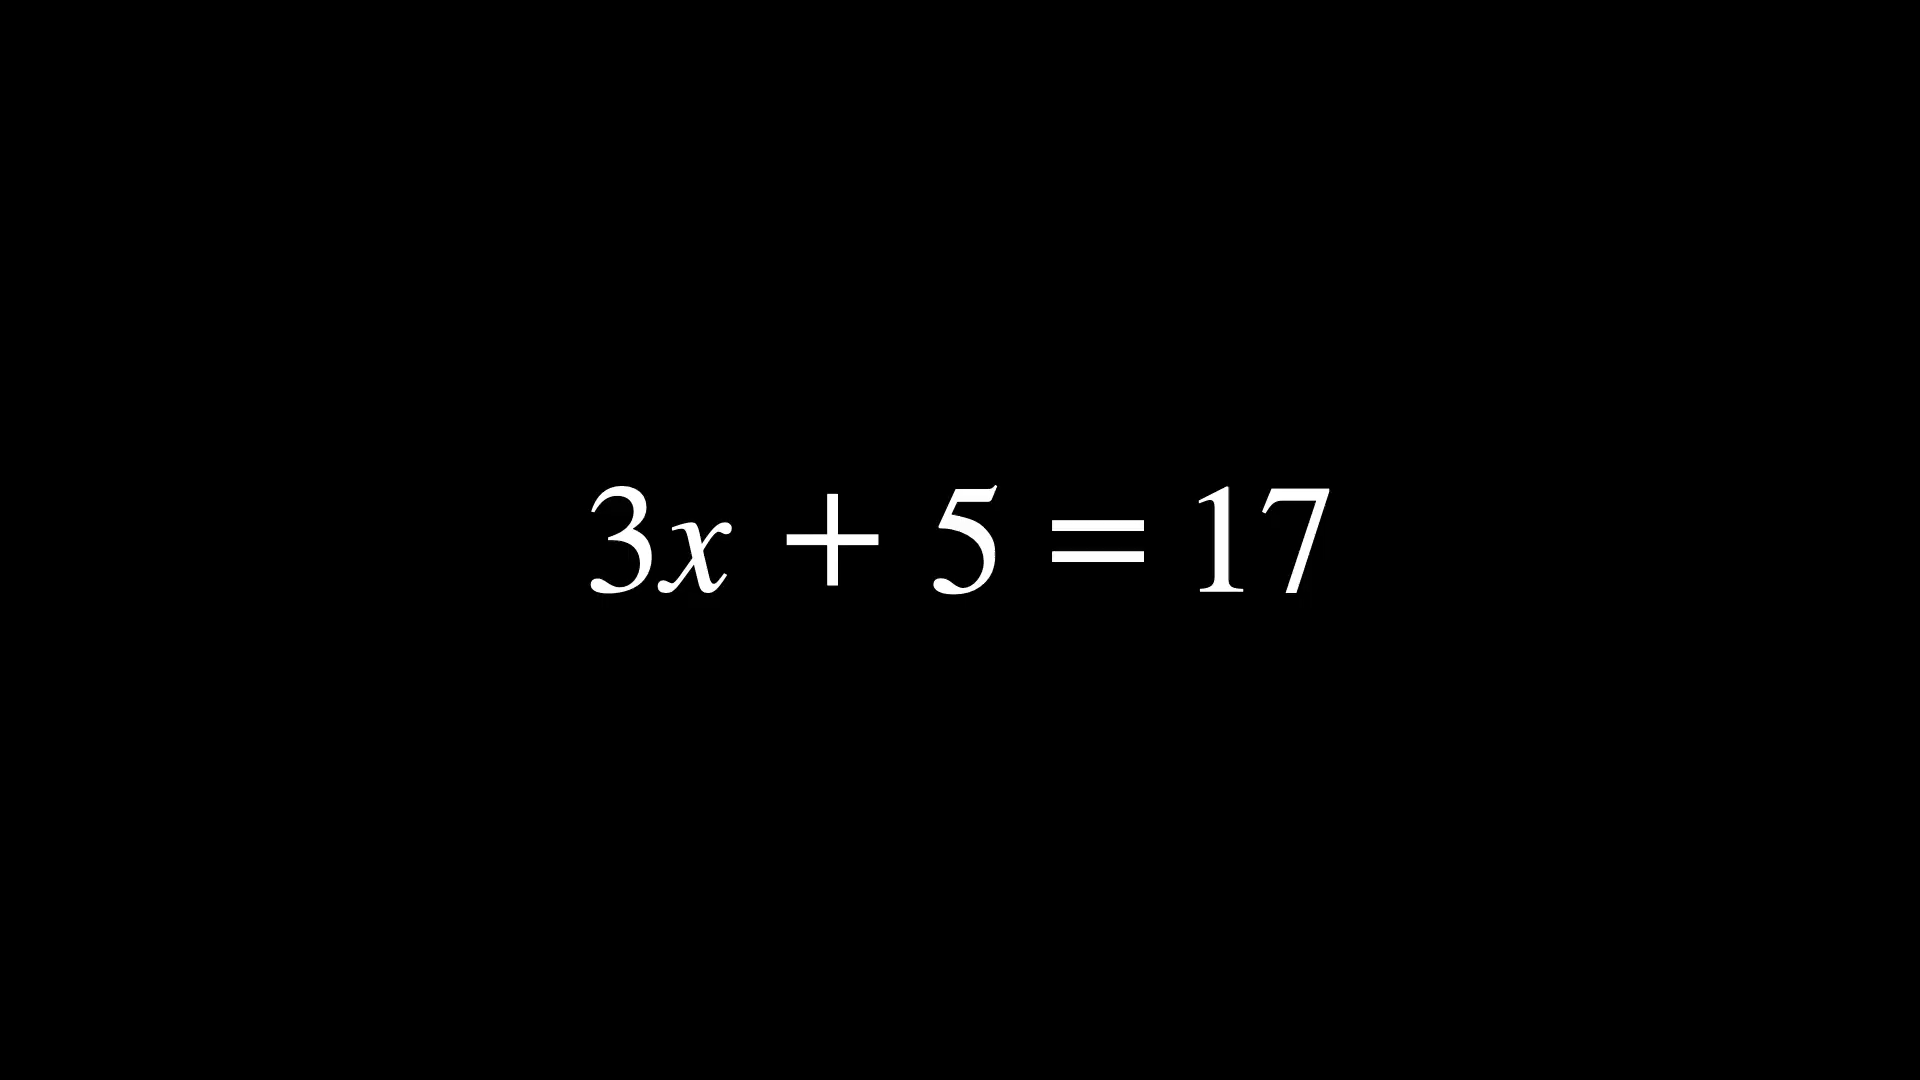 3x + 5 = 17